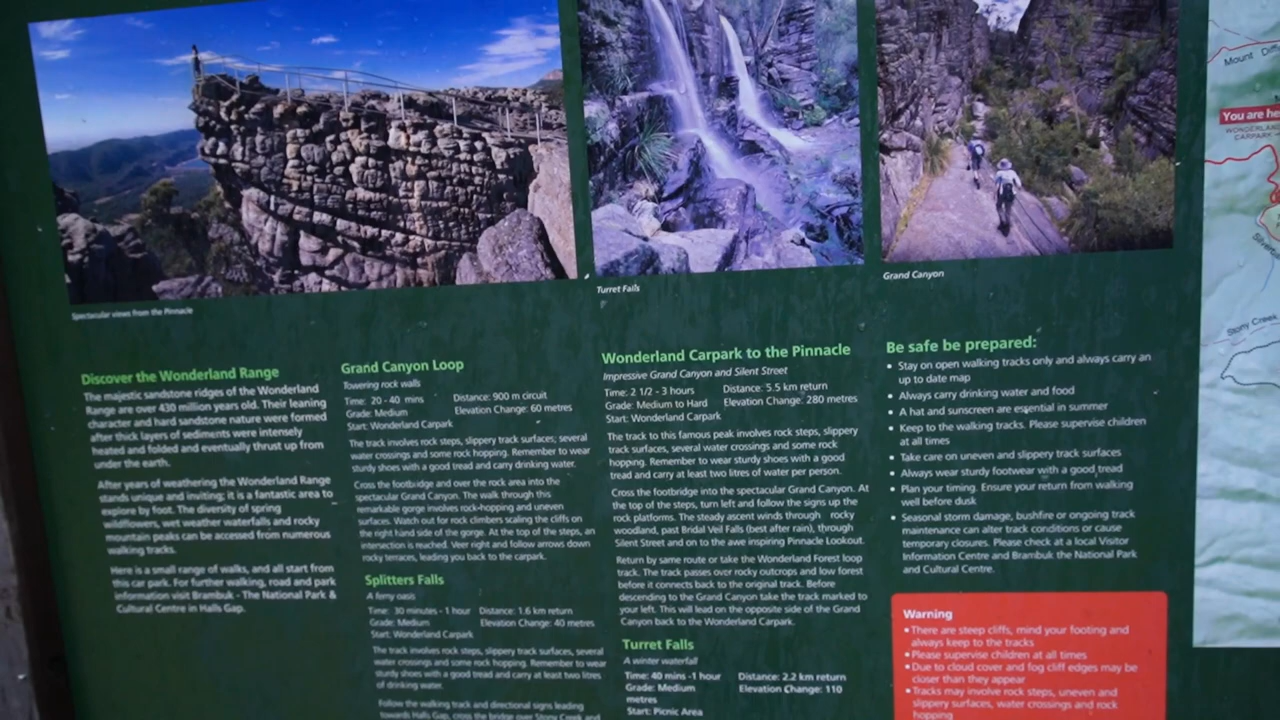 Spectacular views from the Pinnacle
Turret Falls
Grand Canyon
Discover the Wonderland Range
The majestic sandstone ridges of the Wonderland
Range are over 430 million years old. Their leaning
character and hard sandstone nature were formed
after thick layers of sediments were intensely
heated and folded and eventually thrust up from
under the earth.
After years of weathering the Wonderland Range
stands unique and inviting; it is a fantastic area to
explore by foot. The diversity of spring
wildflowers, wet weather waterfalls and rocky
mountain peaks can be accessed from numerous
walking tracks.
Here is a small range of walks, and all start from
this car park. For further walking, road and park
information visit Brambuk - The National Park &
Cultural Centre in Halls Gap.
Grand Canyon Loop
Towering rock walls
Time: 20 - 40 mins Distance: 900 m circuit
Grade: Medium Elevation Change: 60 metres
Start: Wonderland Carpark
The track involves rock steps, slippery track surfaces; several
water crossings and some rock hopping. Remember to wear
sturdy shoes with a good tread and carry drinking water.
Cross the footbridge and over the rock area into the
spectacular Grand Canyon. The walk through this
remarkable gorge involves rock-hopping and uneven
surfaces. Watch out for rock climbers scaling the cliffs on
the right hand side of the gorge. At the top of the steps, an
intersection is reached. Veer right and follow arrows down
rocky terraces, leading you back to the carpark.
Splitters Falls
A ferny oasis
Time: 30 minutes - 1 hour Distance: 1.6 km return
Grade: Medium Elevation Change: 40 metres
Start: Wonderland Carpark
The track involves rock steps, slippery track surfaces, several
water crossings and some rock hopping. Remember to wear
sturdy shoes with a good tread and carry at least two litres
of drinking water.
Follow the walking track and directional signs leading
towards Halls Gap, cross the bridge over Stony Creek and
Wonderland Carpark to the Pinnacle
Impressive Grand Canyon and Silent Street
Time: 2 1/2 - 3 hours Distance: 5.5 km return
Grade: Medium to Hard Elevation Change: 280 metres
Start: Wonderland Carpark
The track to this famous peak involves rock steps, slippery
track surfaces, several water crossings and some rock
hopping. Remember to wear sturdy shoes with a good
tread and carry at least two litres of water per person.
Cross the footbridge into the spectacular Grand Canyon. At
the top of the steps, turn left and follow the signs up the
rock platforms. The steady ascent winds through rocky
woodland, past Bridal Veil Falls (best after rain), through
Silent Street and on to the awe inspiring Pinnacle Lookout.
Return by same route or take the Wonderland Forest loop
track. The track passes over rocky outcrops and low forest
before it connects back to the original track. Before
descending to the Grand Canyon take the track marked to
your left. This will lead on the opposite side of the Grand
Canyon back to the Wonderland Carpark.
Turret Falls
A winter waterfall
Time: 40 mins -1 hour Distance: 2.2 km return
Grade: Medium Elevation Change: 110
metres
Start: Picnic Area
Be safe be prepared:
• Stay on open walking tracks only and always carry an
up to date map
• Always carry drinking water and food
• A hat and sunscreen are essential in summer
• Keep to the walking tracks. Please supervise children
at all times
• Take care on uneven and slippery track surfaces
• Always wear sturdy footwear with a good tread
• Plan your timing. Ensure your return from walking
well before dusk
• Seasonal storm damage, bushfire or ongoing track
maintenance can alter track conditions or cause
temporary closures. Please check at a local Visitor
Information Centre and Brambuk the National Park
and Cultural Centre.
Warning
• There are steep cliffs, mind your footing and
always keep to the tracks
• Please supervise children at all times
• Due to cloud cover and fog cliff edges may be
closer than they appear
• Tracks may involve rock steps, uneven and
slippery surfaces, water crossings and rock
hopping
Mount
You are he
WONDERLAN
CARPARK
Stony Creek